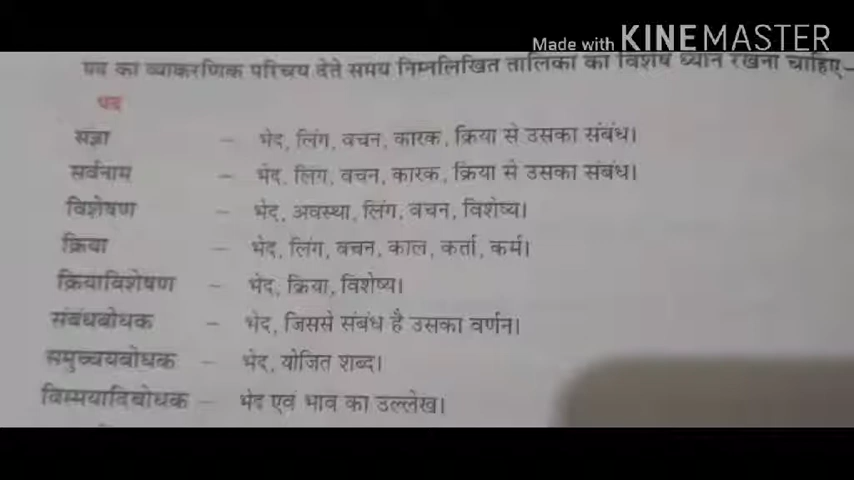 Made with KINEMASTER
पद का व्याकरणिक परिचय देते समय निम्नलिखित तालिका का विशेष ध्यान रखना चाहिए–
पद
संज्ञा – भेद, लिंग, वचन, कारक, क्रिया से उसका संबंध।
सर्वनाम – भेद, लिंग, वचन, कारक, क्रिया से उसका संबंध।
विशेषण – भेद, अवस्था, लिंग, वचन, विशेष्य।
क्रिया – भेद, लिंग, वचन, काल, कर्ता, कर्म।
क्रियाविशेषण – भेद, क्रिया, विशेष्य।
संबंधबोधक – भेद, जिससे संबंध है उसका वर्णन।
समुच्चयबोधक – भेद, योजित शब्द।
विस्मयादिबोधक – भेद एवं भाव का उल्लेख।